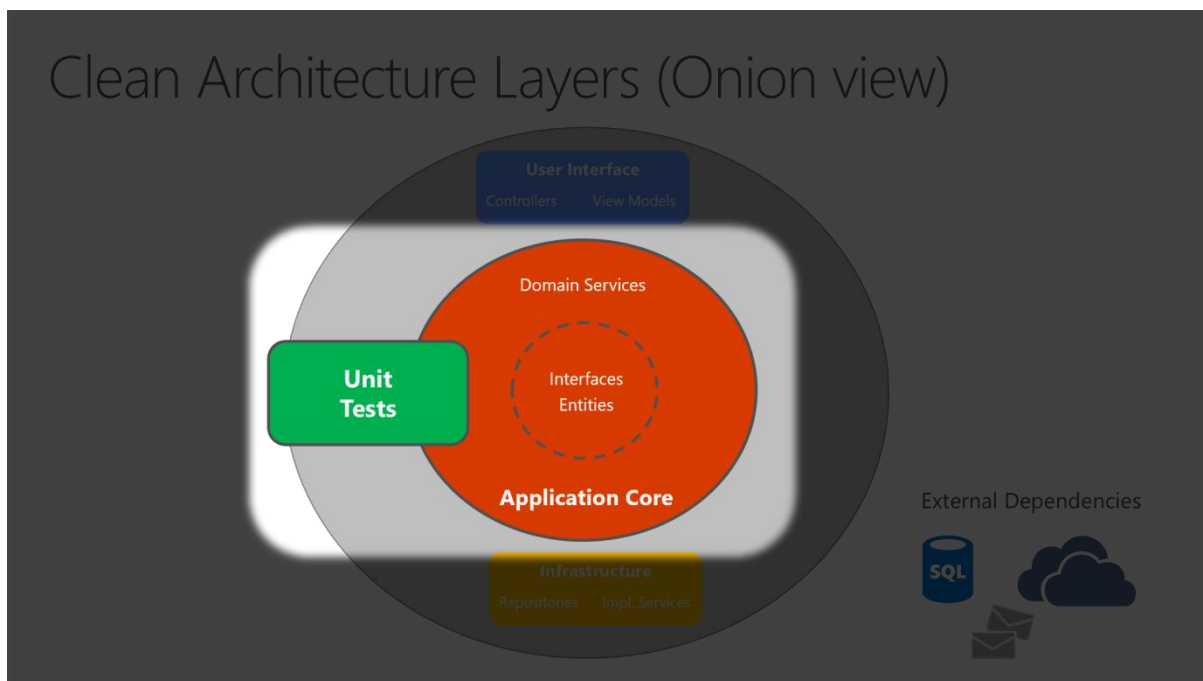 Clean Architecture Layers (Onion view)
User Interface
Controllers View Models
Domain Services
Unit
Tests
Interfaces
Entities
Application Core
External Dependencies
SQL
Infrastructure
Repositories Impl. Services